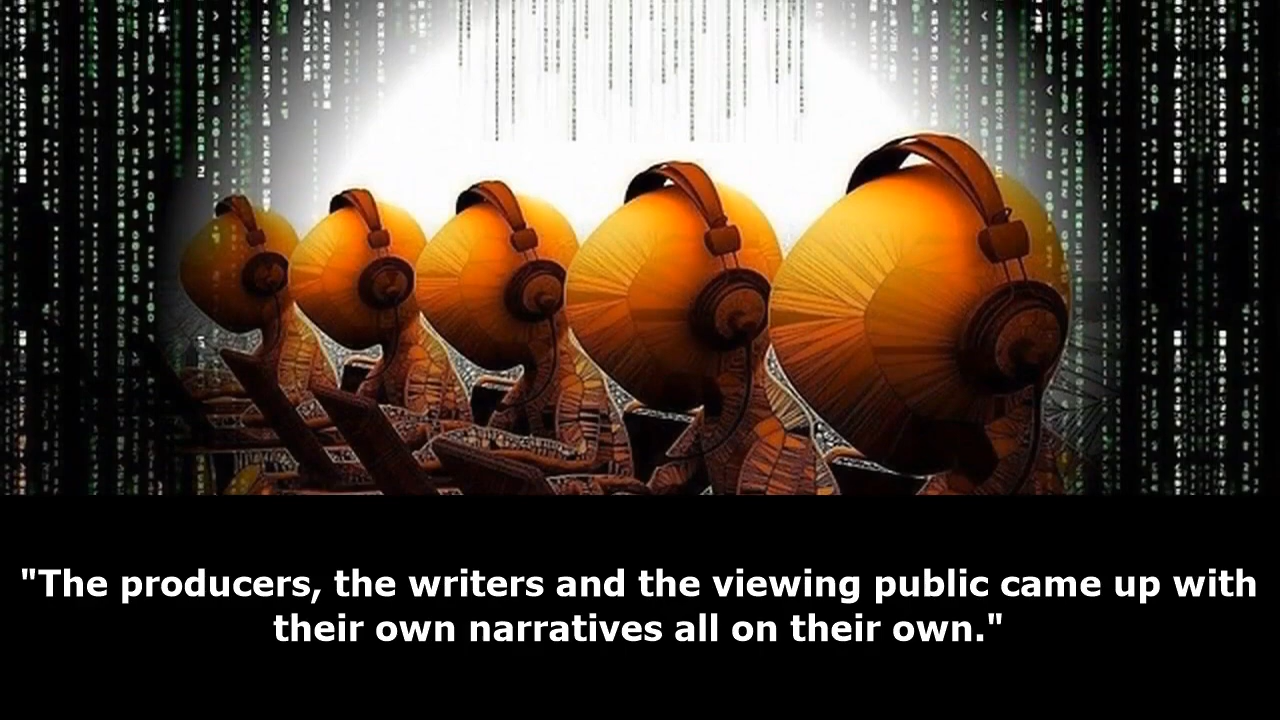 "The producers, the writers and the viewing public came up with
their own narratives all on their own."